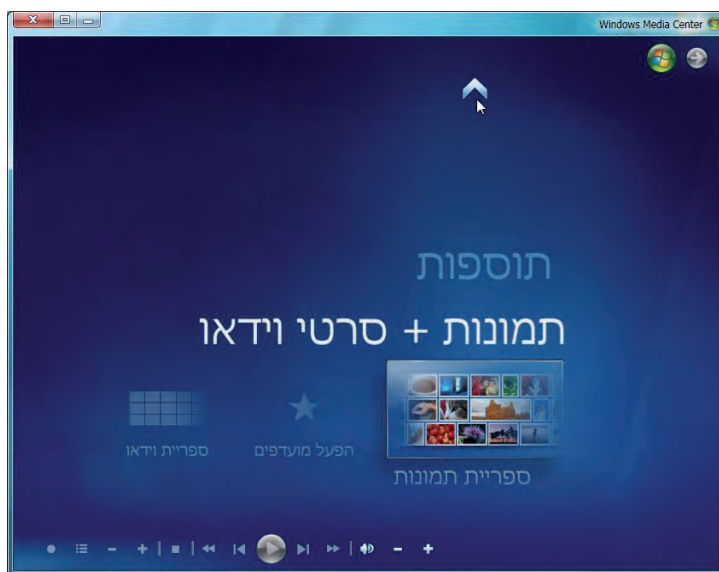 Windows Media Center
תוספות
תמונות + סרטי וידאו
ספריית תמונות
הפעל מועדפים
ספריית וידאו